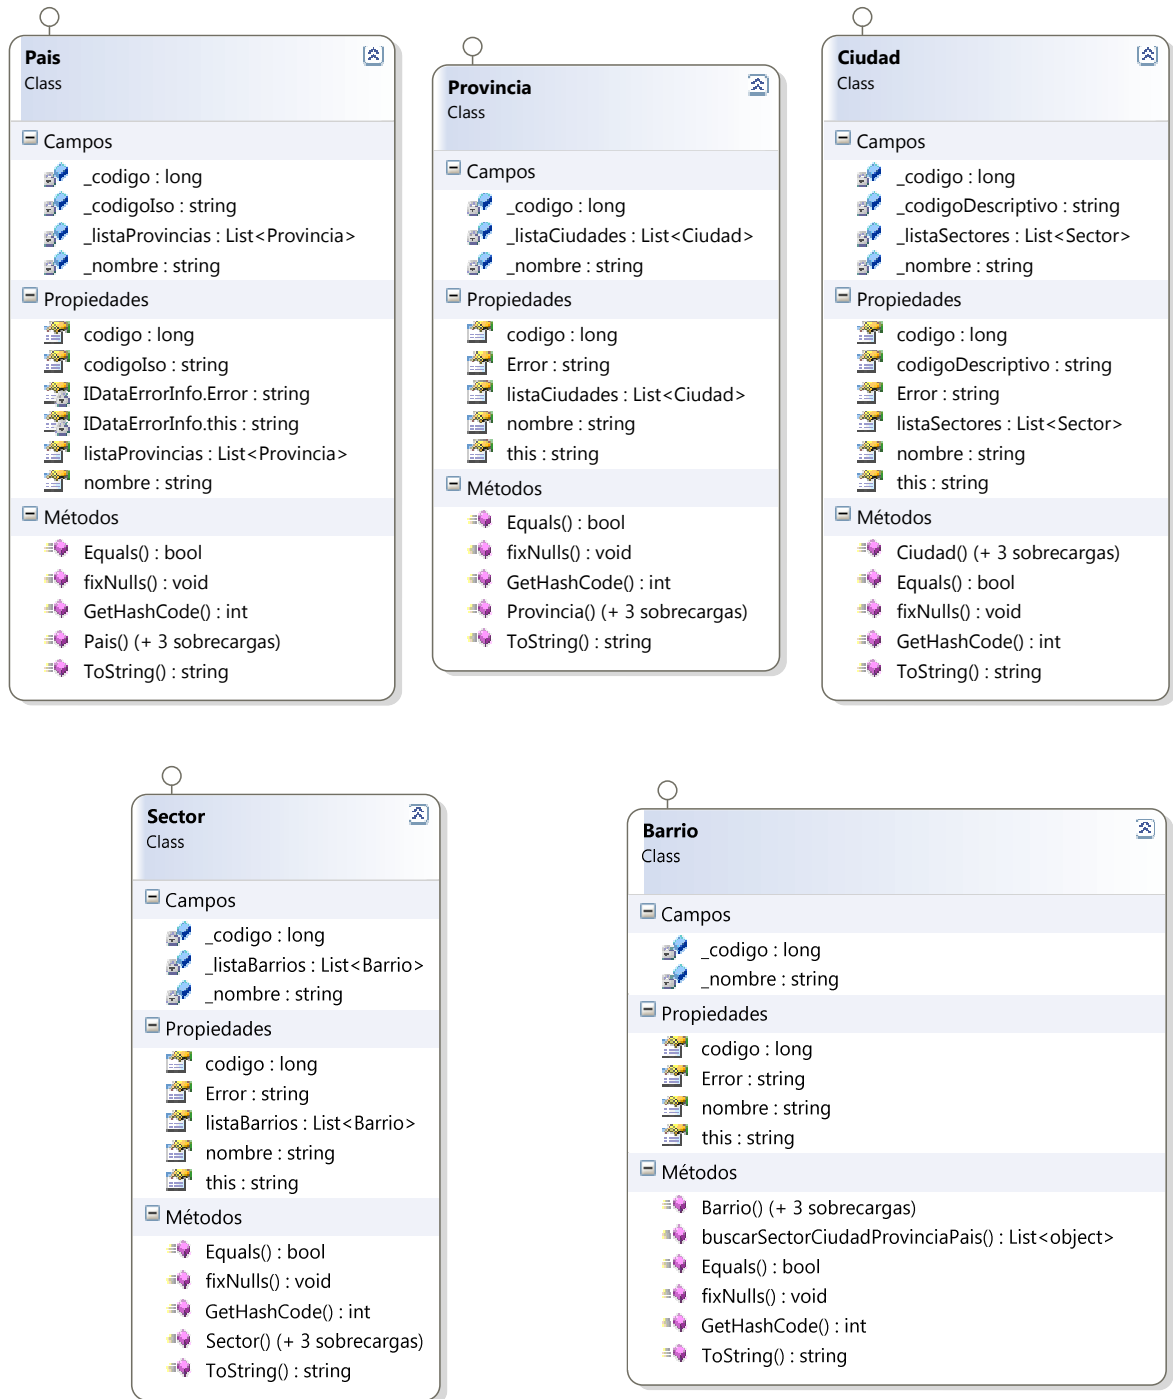 Pais
Class
Campos
_codigo : long
_codigoIso : string
_listaProvincias : List<Provincia>
_nombre : string
Propiedades
codigo : long
codigoIso : string
IDataErrorInfo.Error : string
IDataErrorInfo.this : string
listaProvincias : List<Provincia>
nombre : string
Métodos
Equals() : bool
fixNulls() : void
GetHashCode() : int
Pais() (+ 3 sobrecargas)
ToString() : string
Provincia
Class
Campos
_codigo : long
_listaCiudades : List<Ciudad>
_nombre : string
Propiedades
codigo : long
Error : string
listaCiudades : List<Ciudad>
nombre : string
this : string
Métodos
Equals() : bool
fixNulls() : void
GetHashCode() : int
Provincia() (+ 3 sobrecargas)
ToString() : string
Ciudad
Class
Campos
_codigo : long
_codigoDescriptivo : string
_listaSectores : List<Sector>
_nombre : string
Propiedades
codigo : long
codigoDescriptivo : string
Error : string
listaSectores : List<Sector>
nombre : string
this : string
Métodos
Ciudad() (+ 3 sobrecargas)
Equals() : bool
fixNulls() : void
GetHashCode() : int
ToString() : string
Sector
Class
Campos
_codigo : long
_listaBarrios : List<Barrio>
_nombre : string
Propiedades
codigo : long
Error : string
listaBarrios : List<Barrio>
nombre : string
this : string
Métodos
Equals() : bool
fixNulls() : void
GetHashCode() : int
Sector() (+ 3 sobrecargas)
ToString() : string
Barrio
Class
Campos
_codigo : long
_nombre : string
Propiedades
codigo : long
Error : string
nombre : string
this : string
Métodos
Barrio() (+ 3 sobrecargas)
buscarSectorCiudadProvinciaPais() : List<object>
Equals() : bool
fixNulls() : void
GetHashCode() : int
ToString() : string